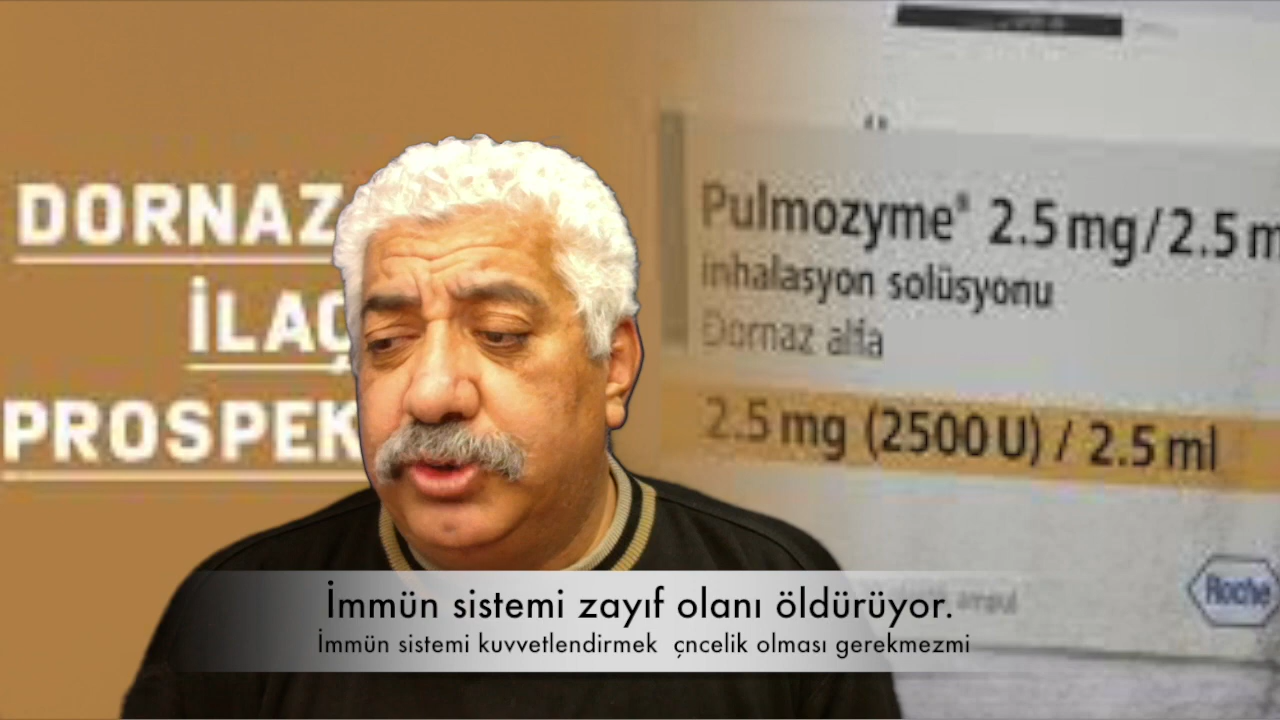 DORNAZ
İLAÇ
PROSPEK
Pulmozyme® 2.5 mg/2.5 m
inhalasyon solüsyonu
Dornaz alfa
2.5 mg (2500 U) / 2.5 ml
ampul
Roche
İmmün sistemi zayıf olanı öldürüyor.
İmmün sistemi kuvvetlendirmek çncelik olması gerekmezmi